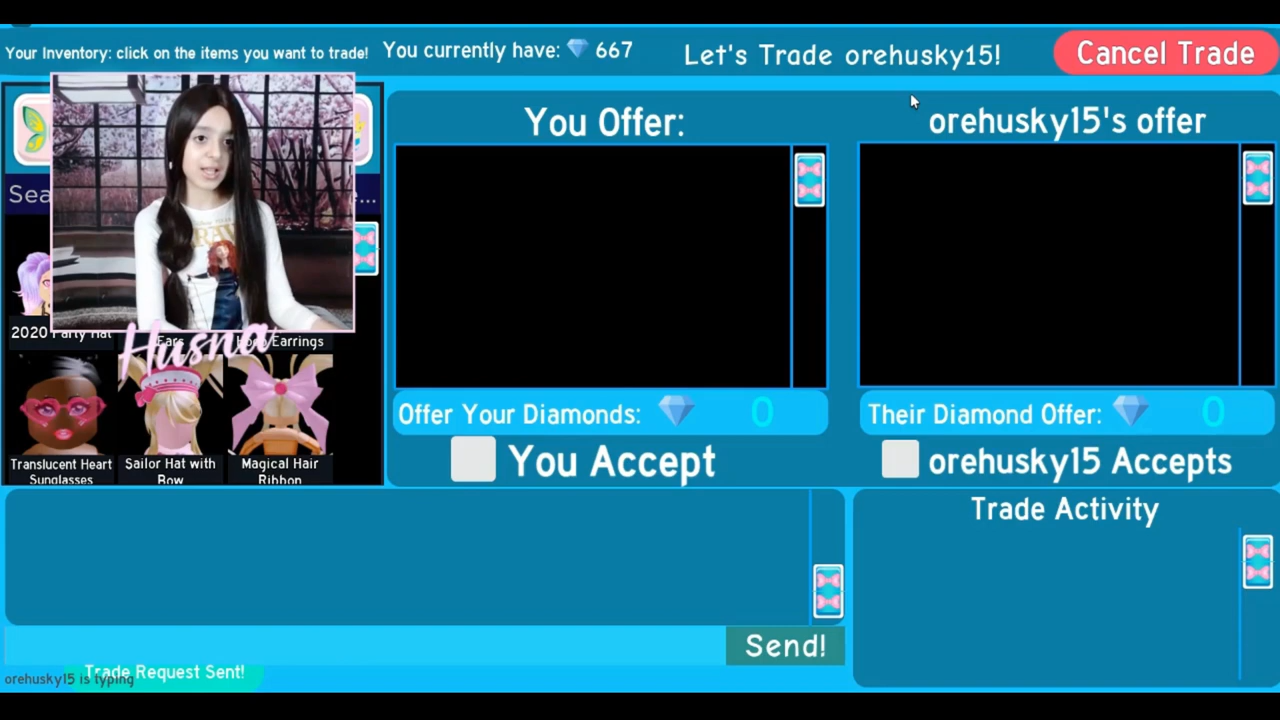 Your Inventory: click on the items you want to trade!
You currently have: 667
Let's Trade orehusky15!
Cancel Trade
You Offer:
orehusky15's offer
Sea
...
2020 Party Hat
Ears
Hoop Earrings
Husna
Translucent Heart
Sunglasses
Sailor Hat with
Bow
Magical Hair
Ribbon
Offer Your Diamonds: 0
Their Diamond Offer: 0
You Accept
orehusky15 Accepts
Trade Activity
Send!
Trade Request Sent!
orehusky15 is typing